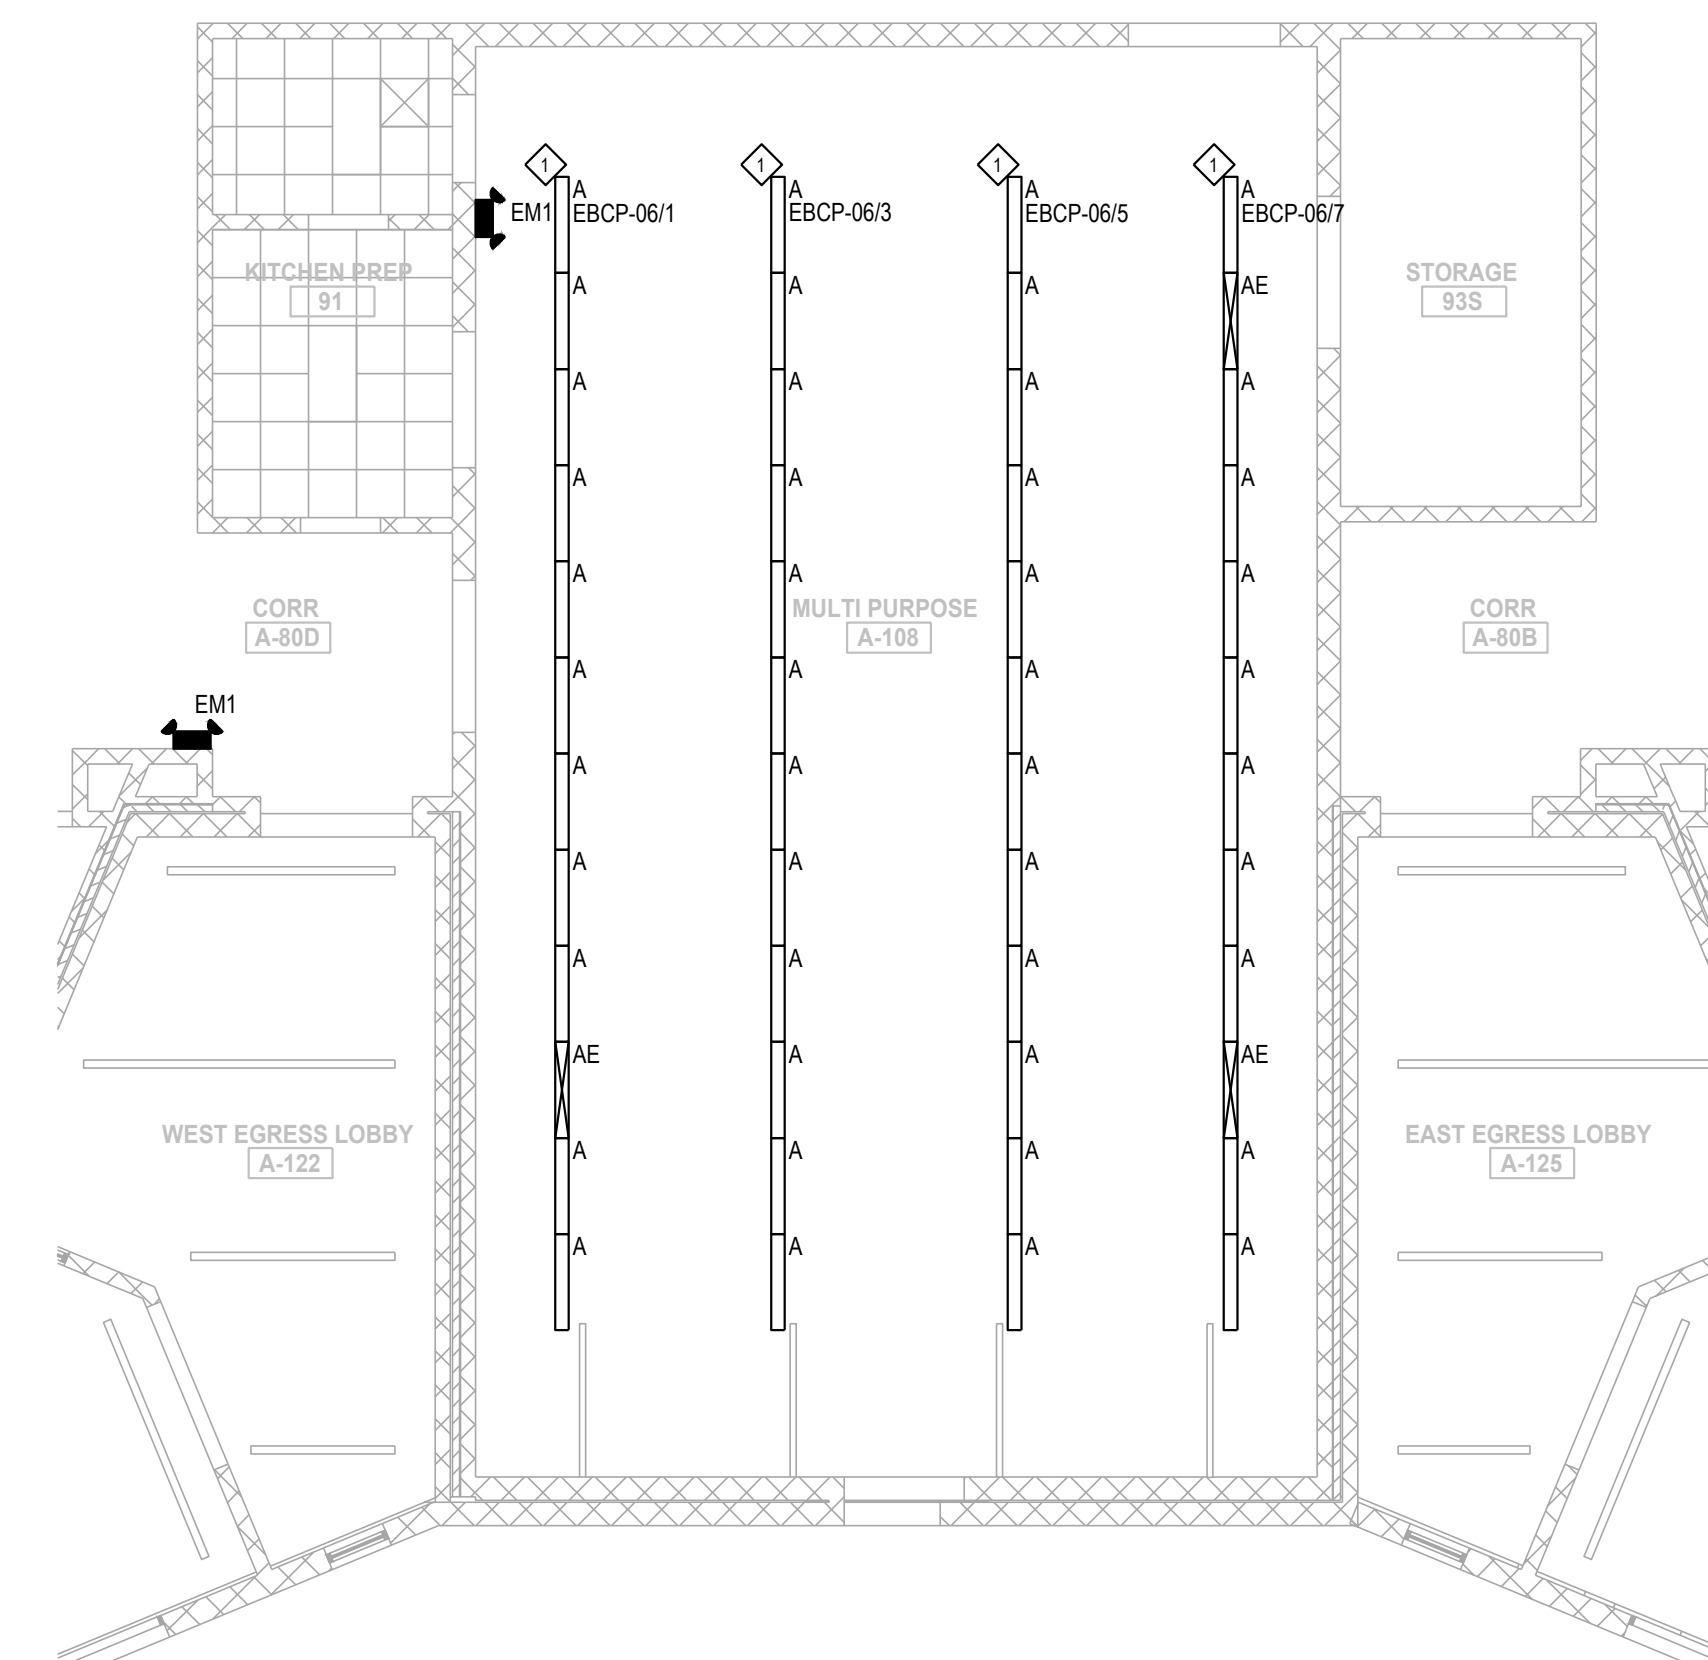 1 1 1 1
A A A A
EM1 EBCP-06/1 EBCP-06/3 EBCP-06/5 EBCP-06/7
KITCHEN PREP
91
STORAGE
93S
A A A AE
A A A A
A A A A
A A A A
CORR
A-80D
MULTI PURPOSE
A-108
CORR
A-80B
A A A A
EM1
A A A A
A A A A
A A A A
AE A A AE
WEST EGRESS LOBBY
A-122
EAST EGRESS LOBBY
A-125
A A A A
A A A A